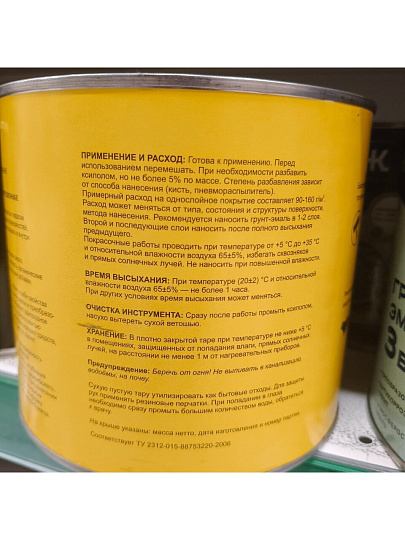 ПРИМЕНЕНИЕ И РАСХОД: Готова к применению. Перед
использованием перемешать. При необходимости разбавить
ксилолом, но не более 5% по массе. Степень разбавления зависит
от способа нанесения (кисть, пневмораспылитель).
Примерный расход на однослойное покрытие составляет 90-160 г/м².
Расход может меняться от типа, состояния и структуры поверхности,
метода нанесения. Рекомендуется наносить грунт-эмаль в 1-2 слоя.
Второй и последующие слои наносить после полного высыхания
предыдущего.
Покрасочные работы проводить при температуре от +5 °С до +35 °С
и относительной влажности воздуха 65±5%, избегать сквозняков
и прямых солнечных лучей. Не наносить при повышенной влажности.
ВРЕМЯ ВЫСЫХАНИЯ: При температуре (20±2) °С и относительной
влажности воздуха 65±5% — не более 1 часа.
При других условиях время высыхания может меняться.
ОЧИСТКА ИНСТРУМЕНТА: Сразу после работы промыть ксилолом,
насухо вытереть сухой ветошью.
ХРАНЕНИЕ: В плотно закрытой таре при температуре не ниже +5 °С
в помещениях, защищенных от попадания влаги, прямых солнечных
лучей, на расстоянии не менее 1 м от нагревательных приборов.
Предупреждение: Беречь от огня! Не выливать в канализацию,
водоёмы, на почву.
Сухую пустую тару утилизировать как бытовые отходы. Для защиты
рук применять резиновые перчатки. При попадании в глаза
необходимо сразу промыть большим количеством воды, обратиться
к врачу.
На крышке указаны: масса нетто, дата изготовления и номер партии.
Соответствует ТУ 2312-015-88753220-2006
Ж
ГР
ЭМ
3 В